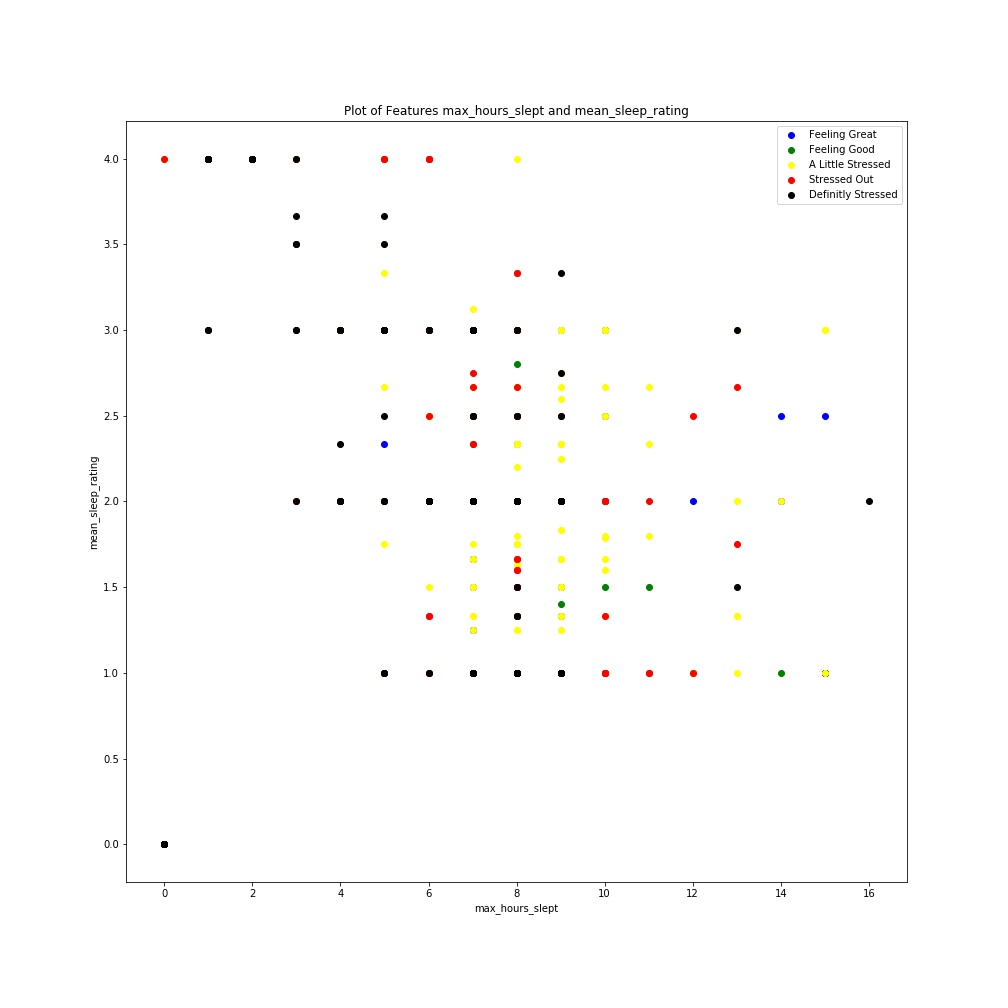 Plot of Features max_hours_slept and mean_sleep_rating
Feeling Great
Feeling Good
A Little Stressed
Stressed Out
Definitly Stressed
4.0
3.5
3.0
2.5
2.0
1.5
1.0
0.5
0.0
mean_sleep_rating
0 2 4 6 8 10 12 14 16
max_hours_slept